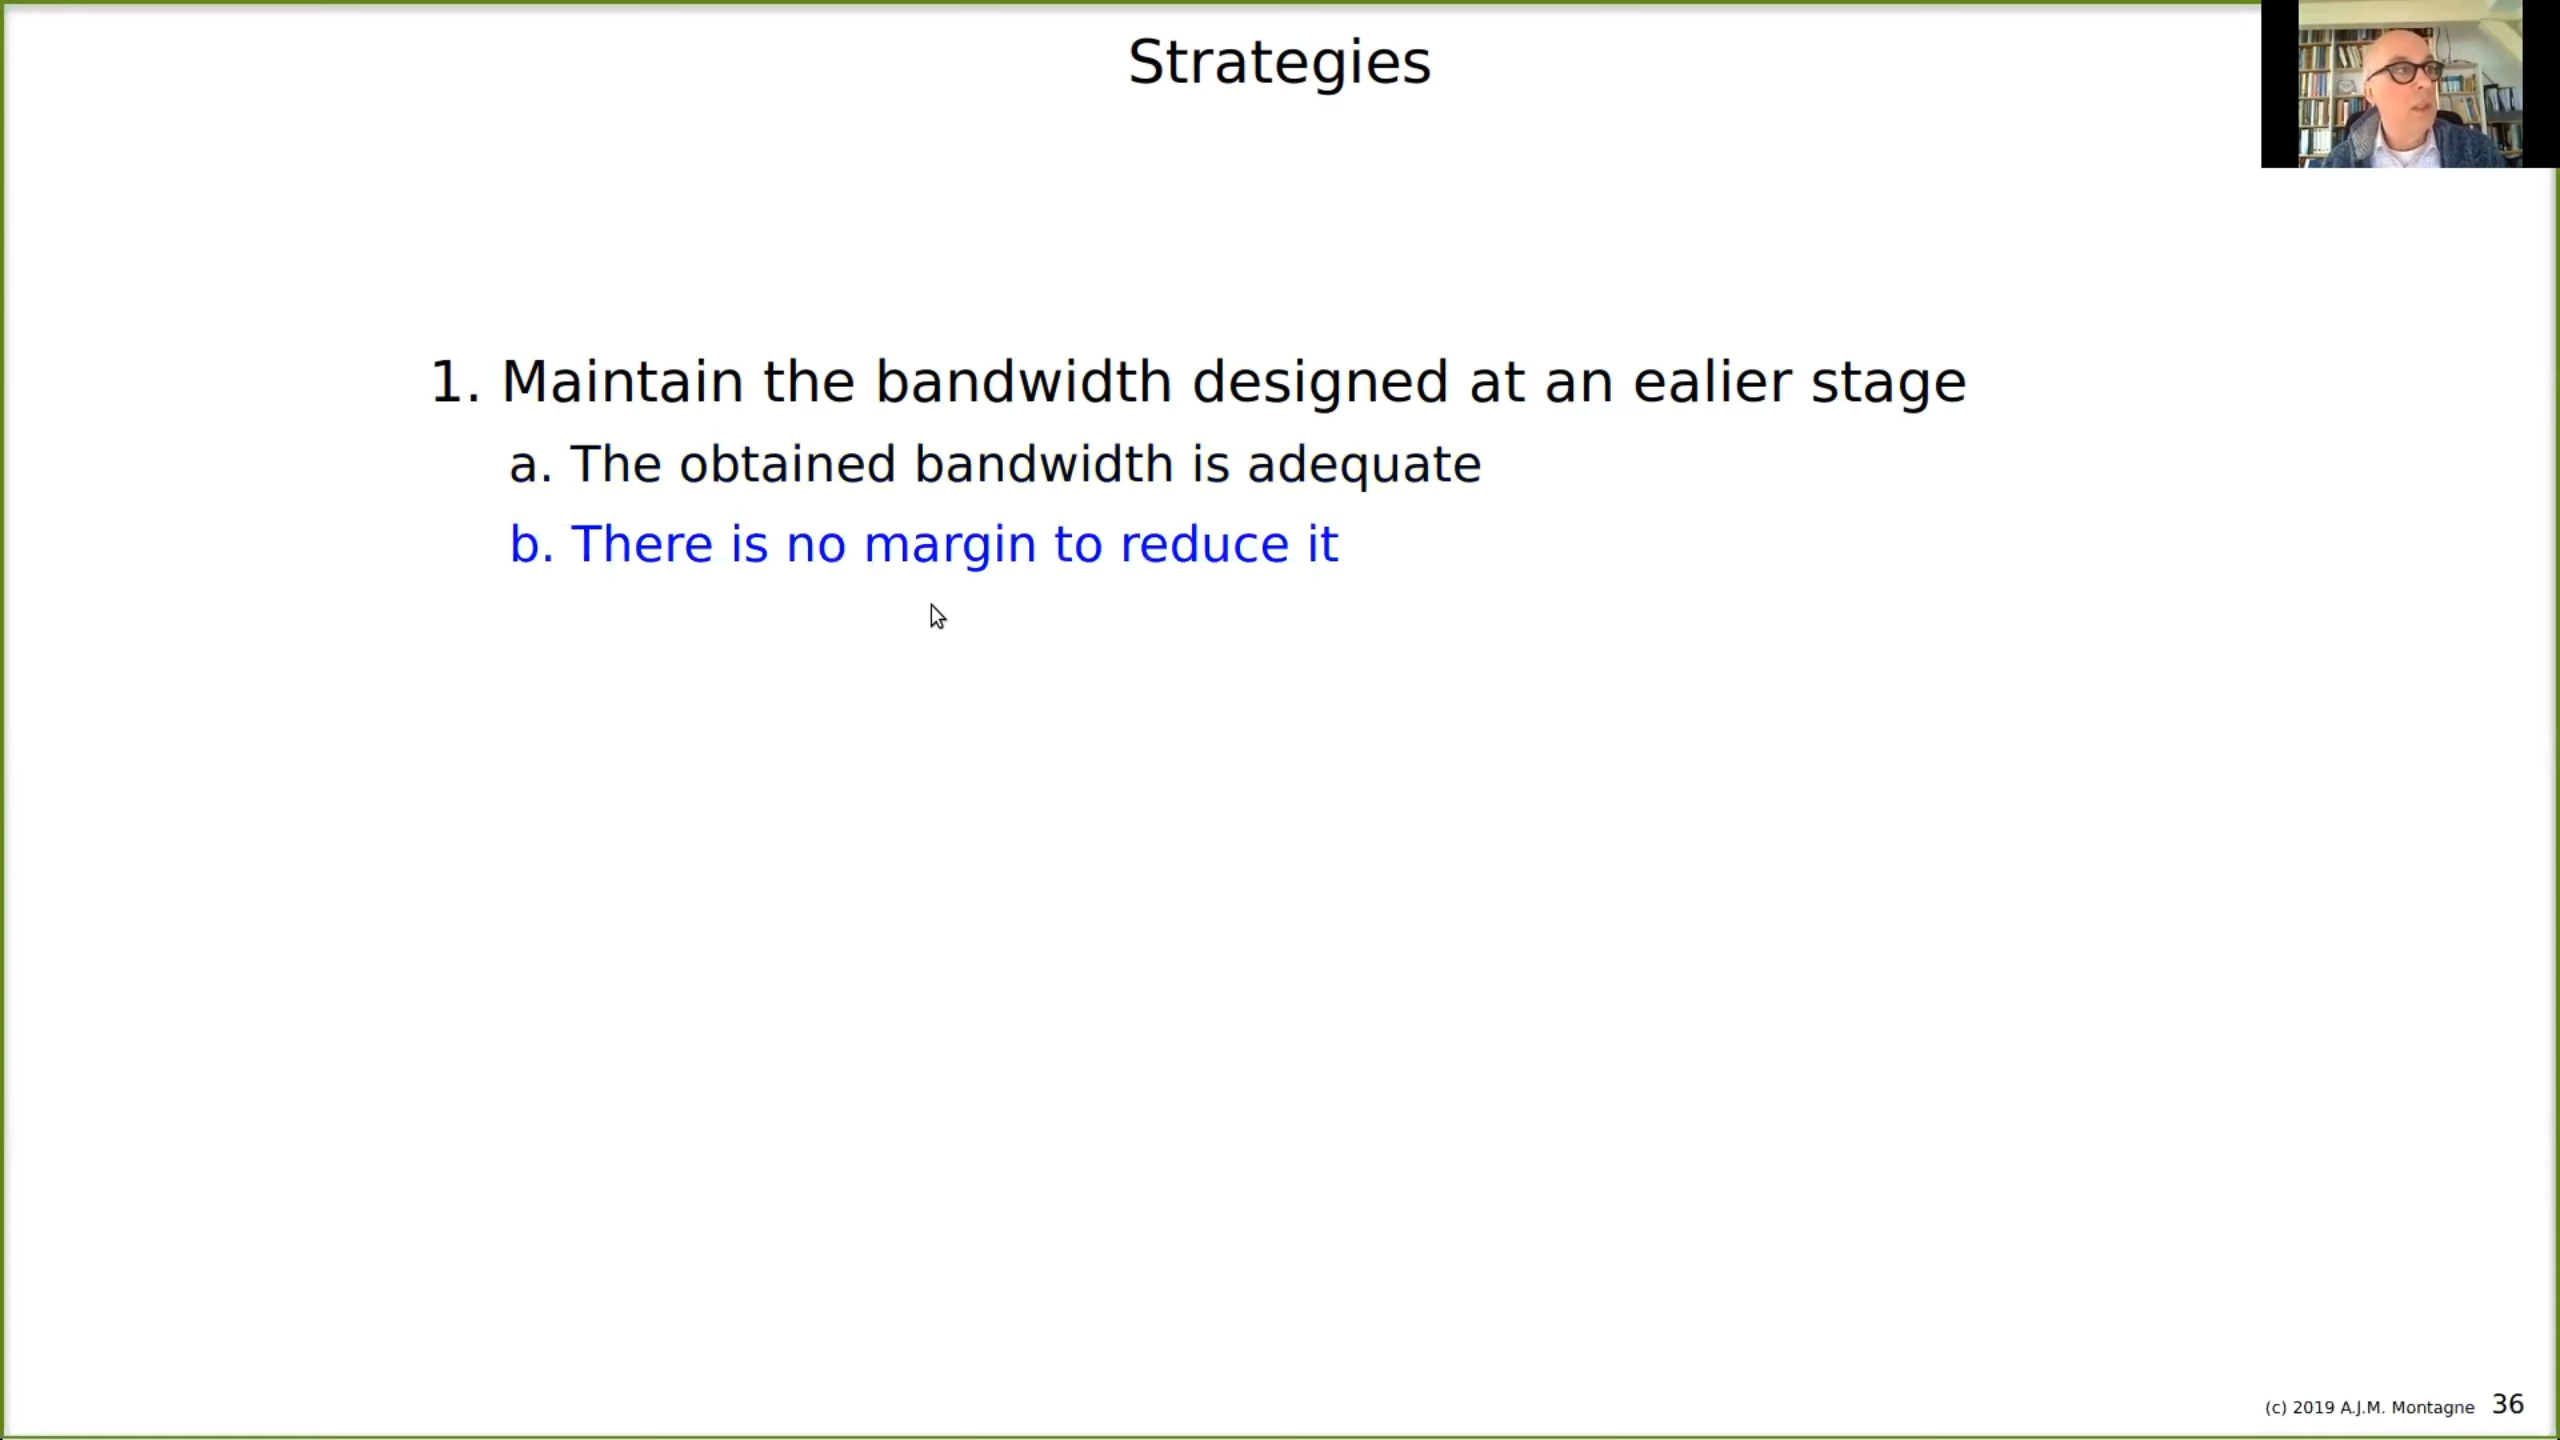 Strategies
1. Maintain the bandwidth designed at an ealier stage
a. The obtained bandwidth is adequate
b. There is no margin to reduce it
(c) 2019 A.J.M. Montagne 36